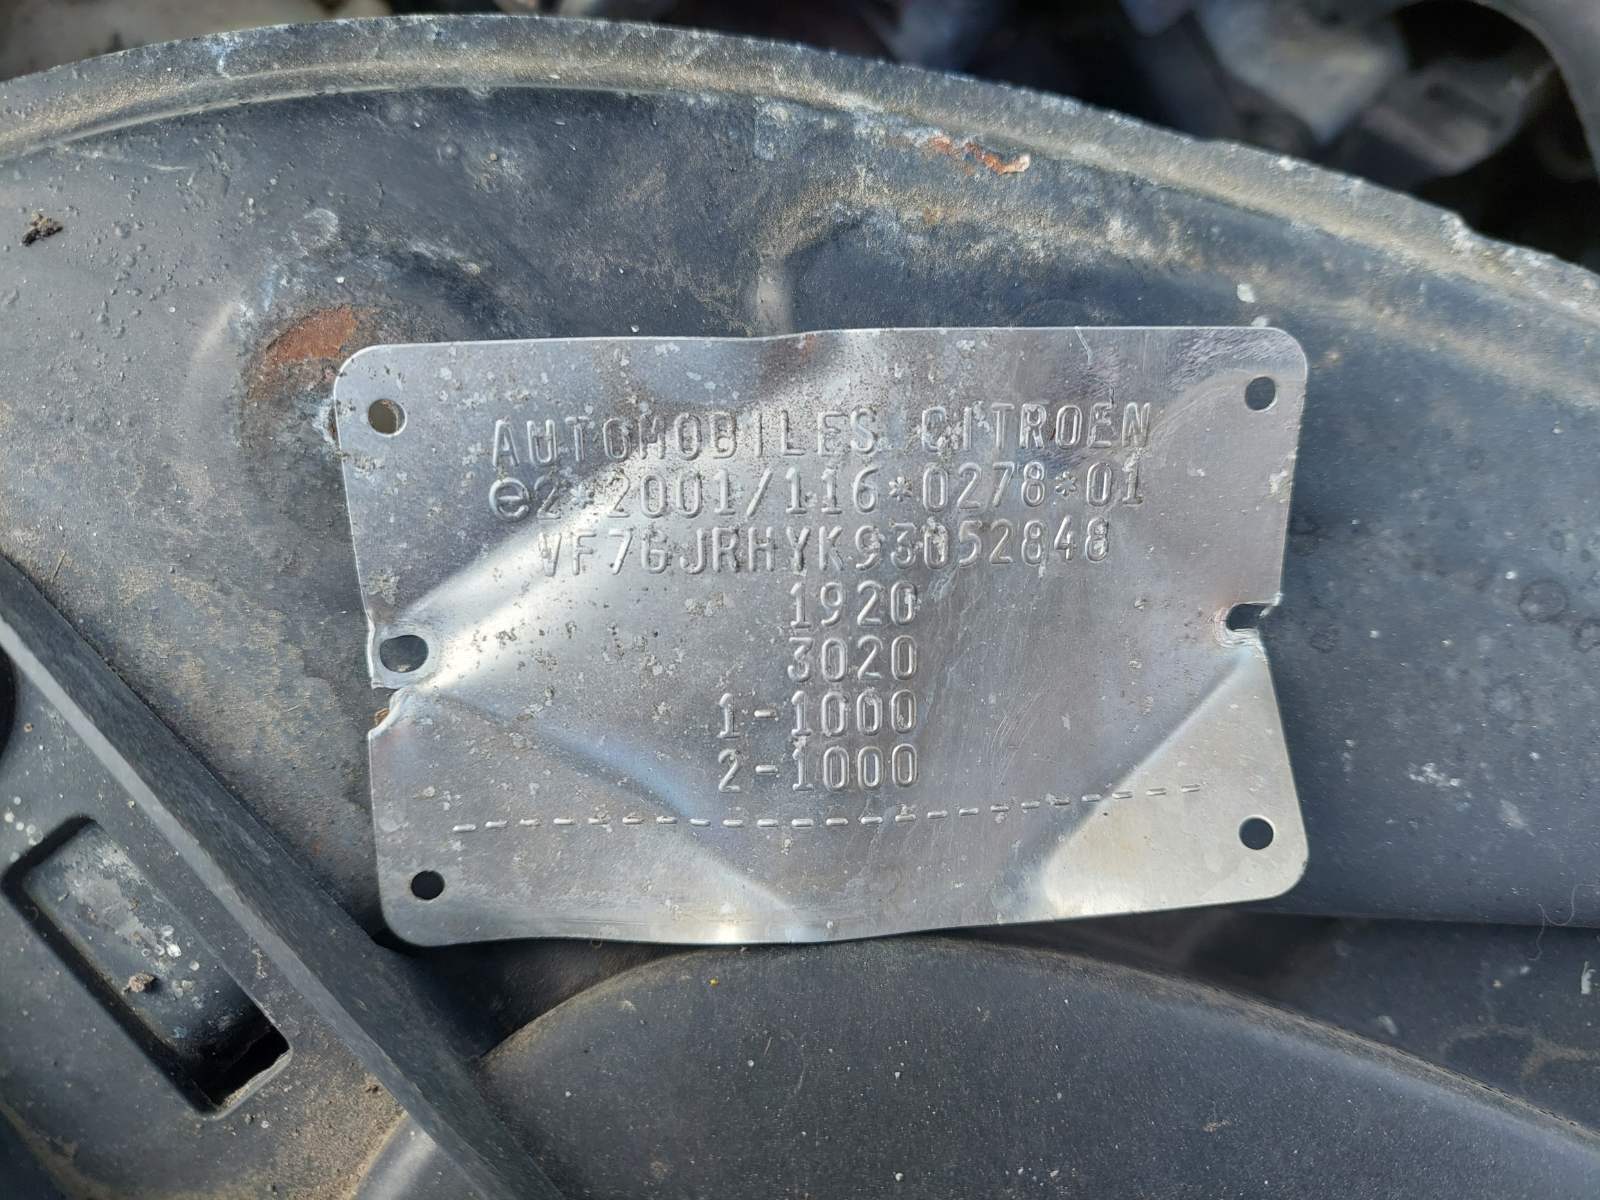 AUTOMOBILES CITROEN
e2*2001/116*0278*01
VF7GJRHYK93052848
1920
3020
1-1000
2-1000